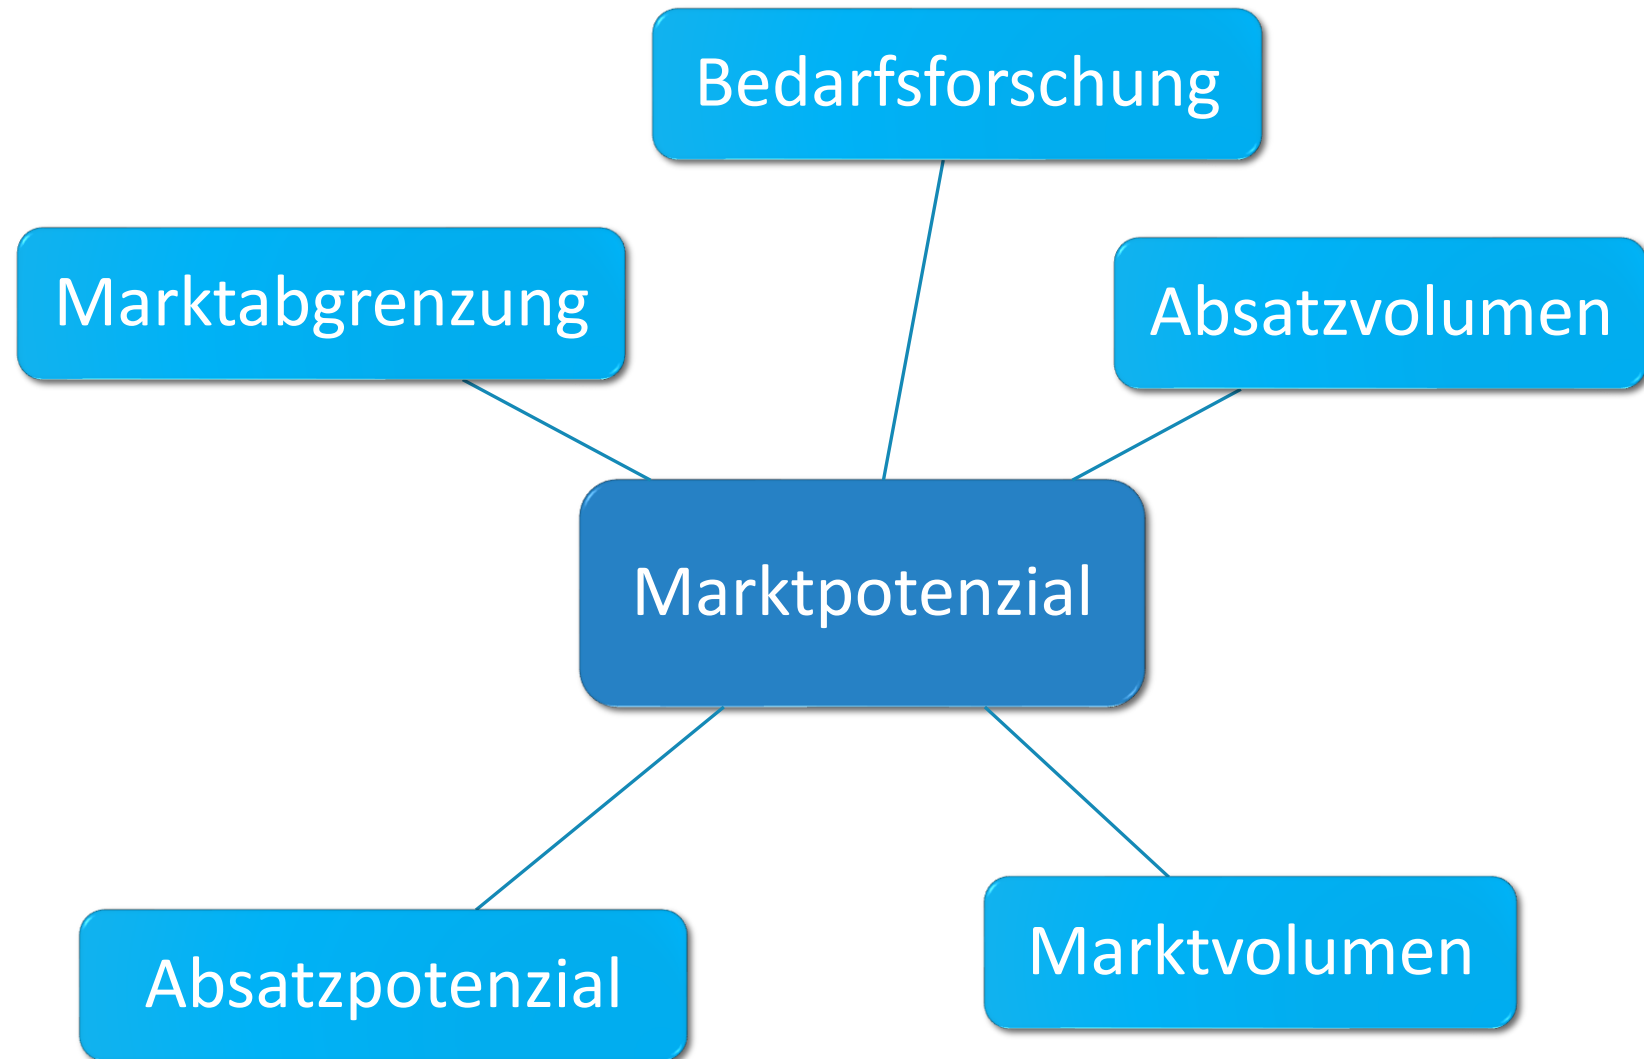 Bedarfsforschung
Marktabgrenzung
Absatzvolumen
Marktpotenzial
Absatzpotenzial
Marktvolumen